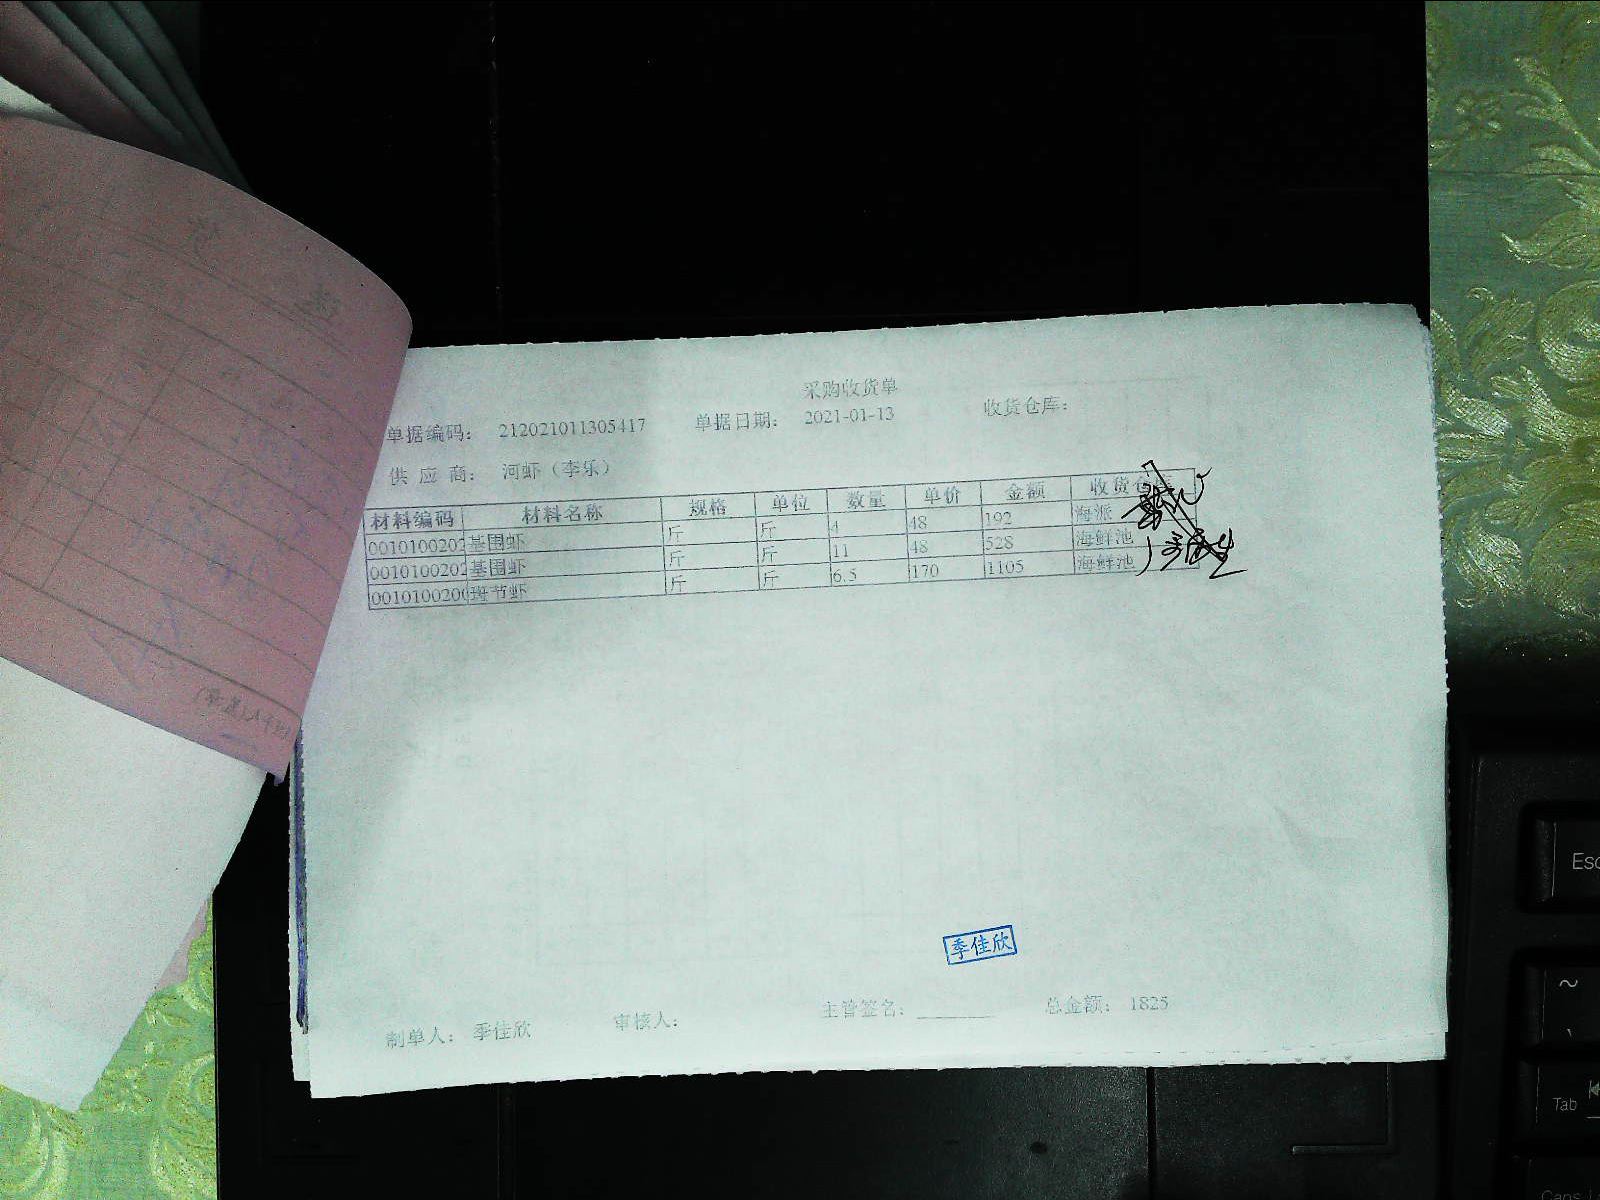 采购收货单
单据编码： 212021011305417 单据日期： 2021-01-13 收货仓库：
供 应 商： 河虾（李乐）
材料编码 材料名称 规格 单位 数量 单价 金额 收货仓库
0010100202 基围虾 斤 斤 4 48 192 海派
0010100202 基围虾 斤 斤 11 48 528 海鲜池
0010100200 斑节虾 斤 斤 6.5 170 1105 海鲜池
季佳欣
制单人： 季佳欣 审核人： 主管签名： 总金额： 1825
Esc
~
Tab